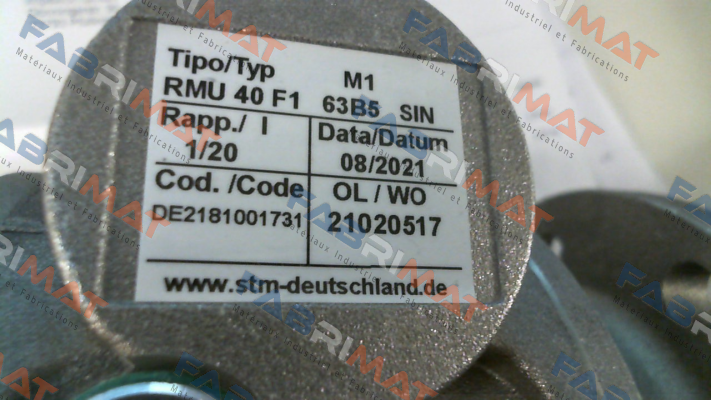 Tipo/Typ M1
RMU 40 F1 63B5 SIN
Rapp./ I Data/Datum
1/20 08/2021
Cod. /Code OL / WO
DE2181001731 21020517
www.stm-deutschland.de
FABRIMAT
Materiaux Industriel et Fabrications